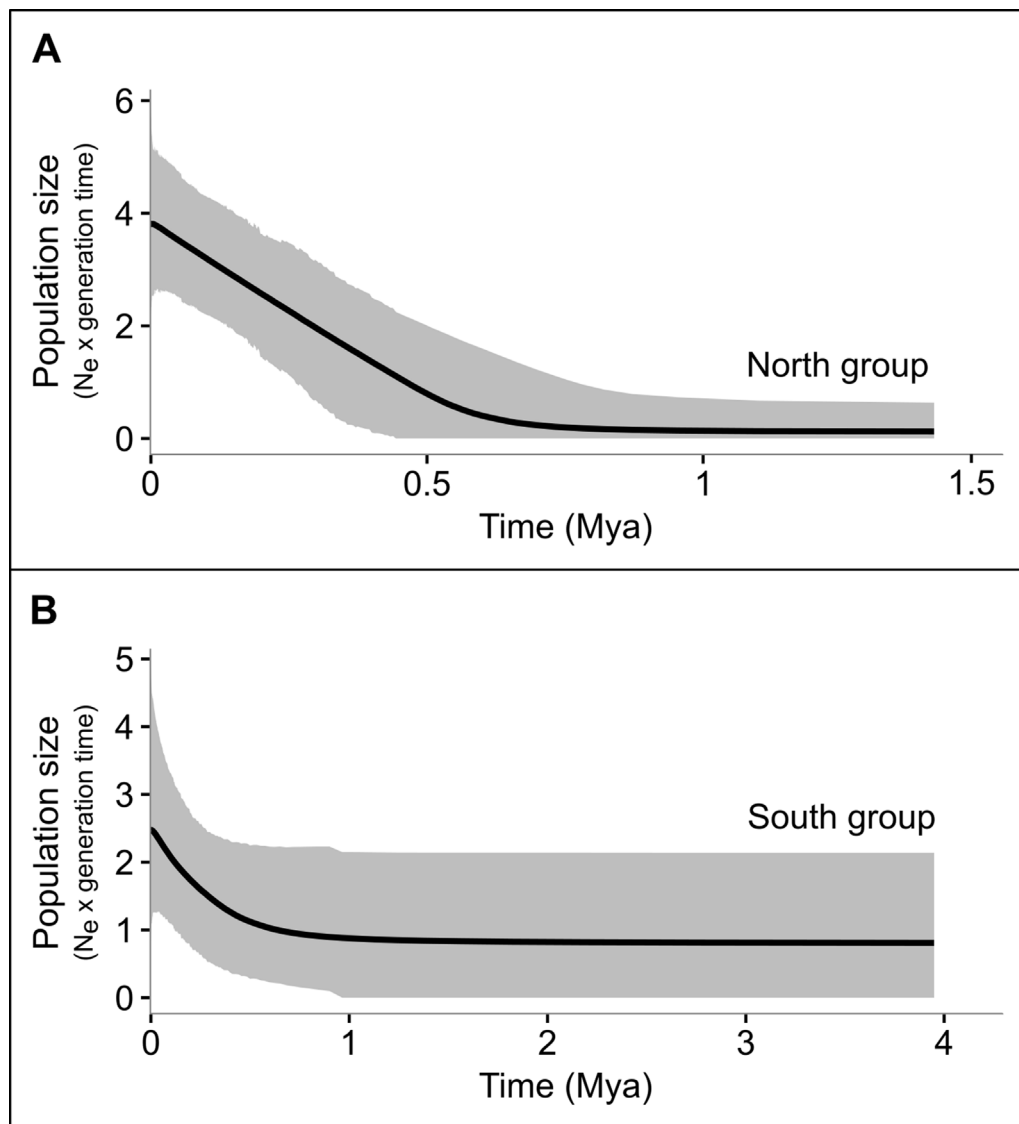 A
Population size
(Ne x generation time)
6
4
2
0
North group
0
0.5
1
1.5
Time (Mya)
B
Population size
(Ne x generation time)
5
4
3
2
1
0
South group
0
1
2
3
4
Time (Mya)